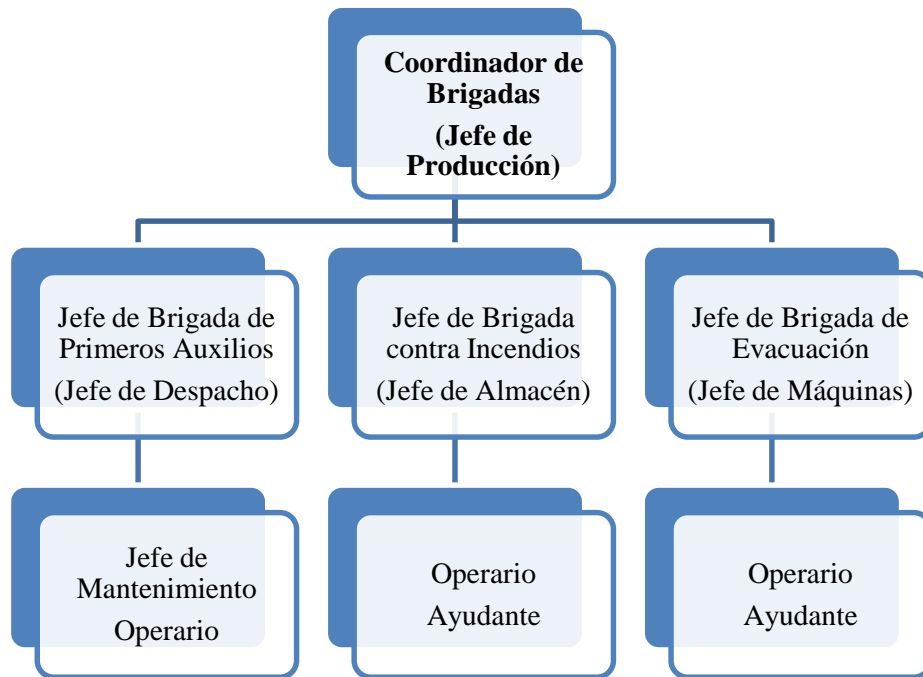 Coordinador de
Brigadas
(Jefe de
Producción)
Jefe de Brigada de
Primeros Auxilios
(Jefe de Despacho)
Jefe de Brigada
contra Incendios
(Jefe de Almacén)
Jefe de Brigada de
Evacuación
(Jefe de Máquinas)
Jefe de
Mantenimiento
Operario
Operario
Ayudante
Operario
Ayudante